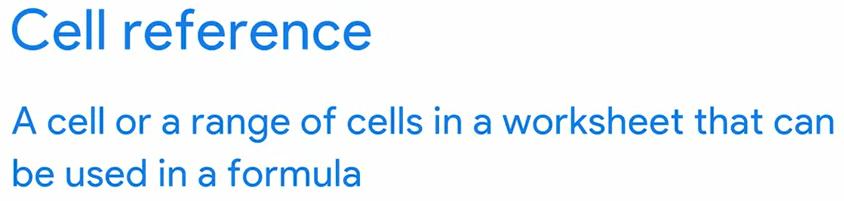 Cell reference
A cell or a range of cells in a worksheet that can
be used in a formula